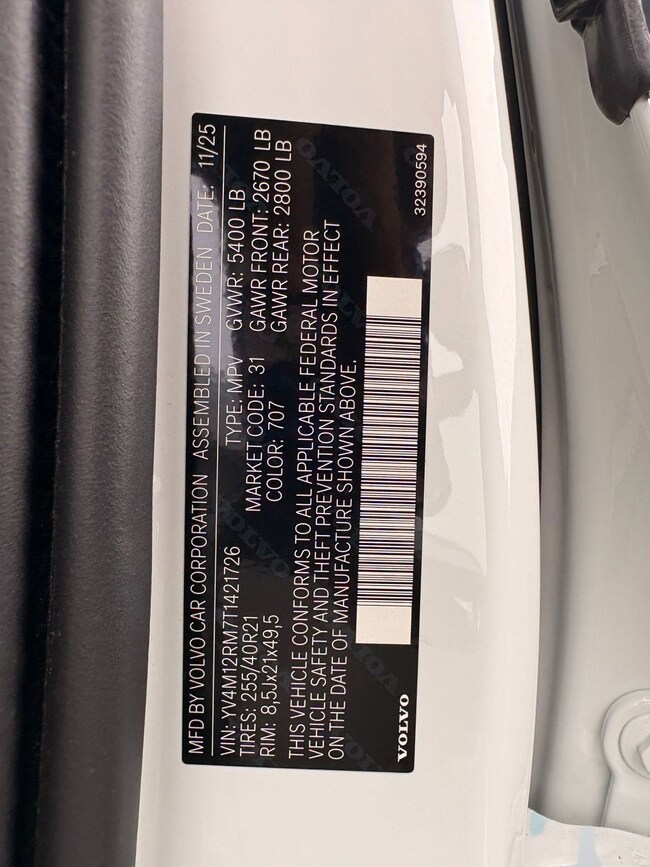 MFD BY VOLVO CAR CORPORATION ASSEMBLED IN SWEDEN DATE: 11/25
VIN: YV4M12RM7T1421726 TYPE: MPV GVWR: 5400 LB
TIRES: 255/40R21 MARKET CODE: 31 GAWR FRONT: 2670 LB
RIM: 8,5Jx21x49,5 COLOR: 707 GAWR REAR: 2800 LB
THIS VEHICLE CONFORMS TO ALL APPLICABLE FEDERAL MOTOR
VEHICLE SAFETY AND THEFT PREVENTION STANDARDS IN EFFECT
ON THE DATE OF MANUFACTURE SHOWN ABOVE.
VOLVO 32390594